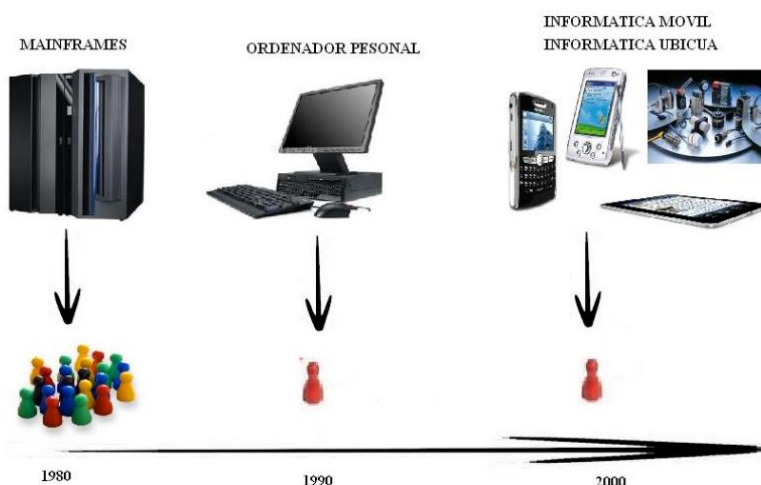 MAINFRAMES
ORDENADOR PESONAL
INFORMATICA MOVIL
INFORMATICA UBICUA
1980
1990
2000